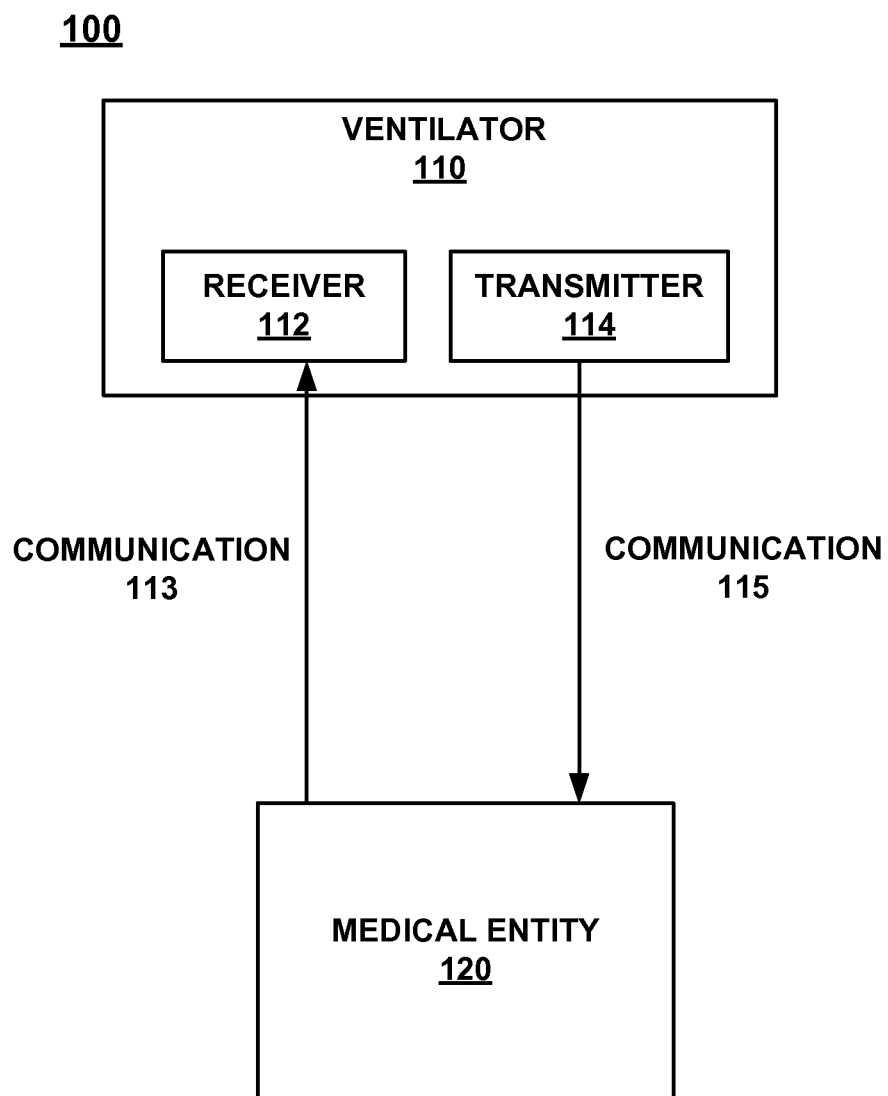 100
VENTILATOR
110
RECEIVER
112
TRANSMITTER
114
COMMUNICATION
113
COMMUNICATION
115
MEDICAL ENTITY
120